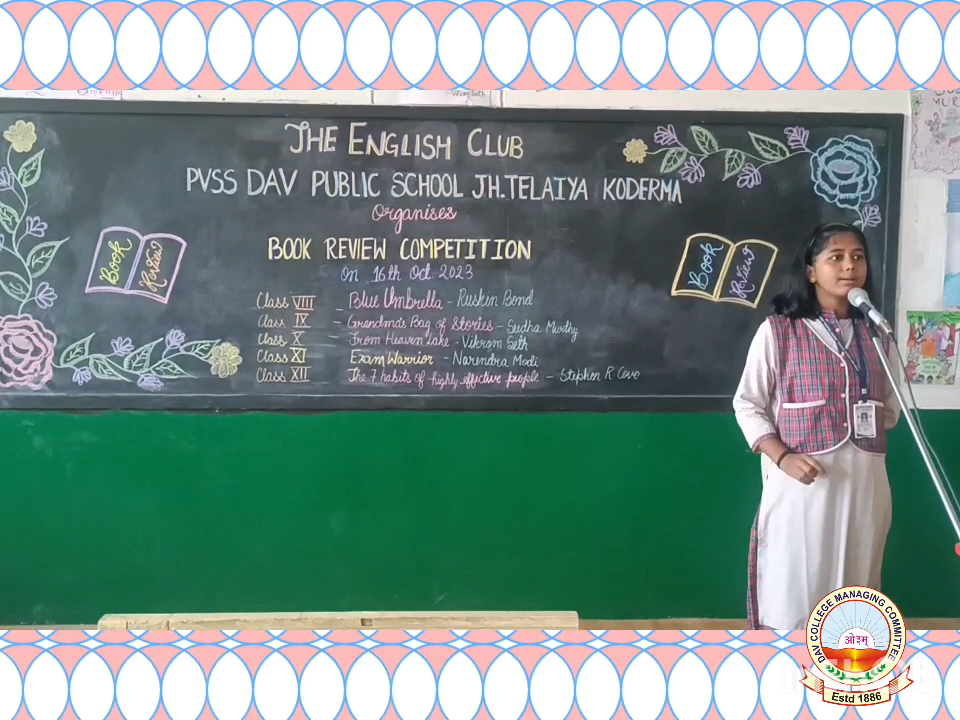 THE ENGLISH CLUB
PVSS DAV PUBLIC SCHOOL JH.TELAIYA KODERMA
Organises
BOOK REVIEW COMPETITION
On 16th Oct 2023
Class VIII – Blue Umbrella - Ruskin Bond
Class IX – Grandma's Bag of Stories – Sudha Murthy
Class X – From Heaven Lake - Vikram Seth
Class XI – Exam Warrior - Narendra Modi
Class XII – The 7 habits of highly effective people – Stephen R Cove
Book Review
Book Review
DAV COLLEGE MANAGING COMMITTEE
ओ३म्
Estd 1886